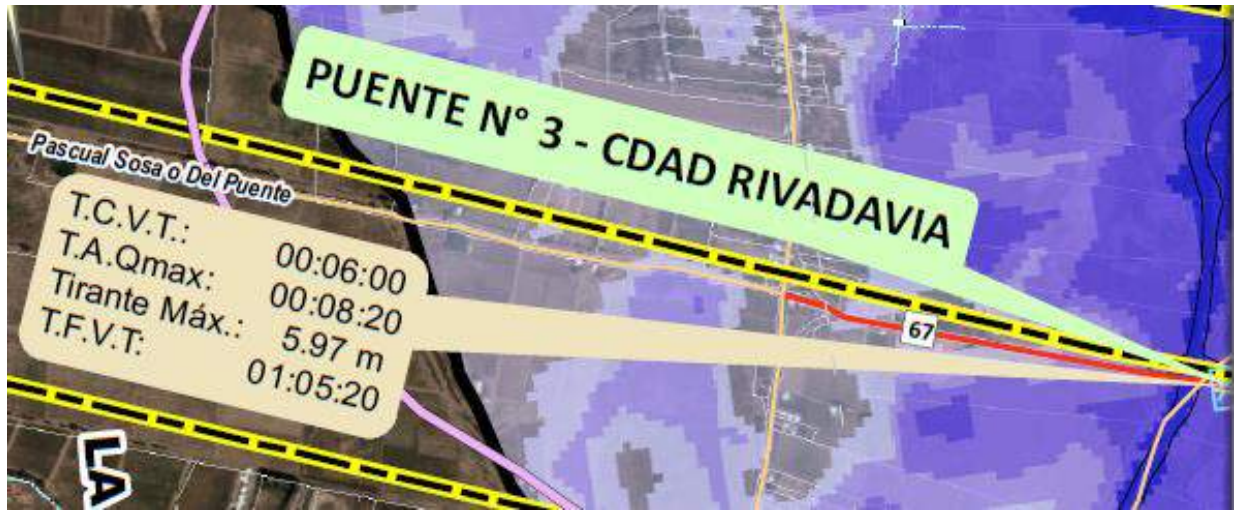 PUENTE N° 3 - CDAD RIVADAVIA
Pascual Sosa o Del Puente
T.C.V.T.: 00:06:00
T.A.Qmax: 00:08:20
Tirante Máx.: 5.97 m
T.F.V.T: 01:05:20
67
LA